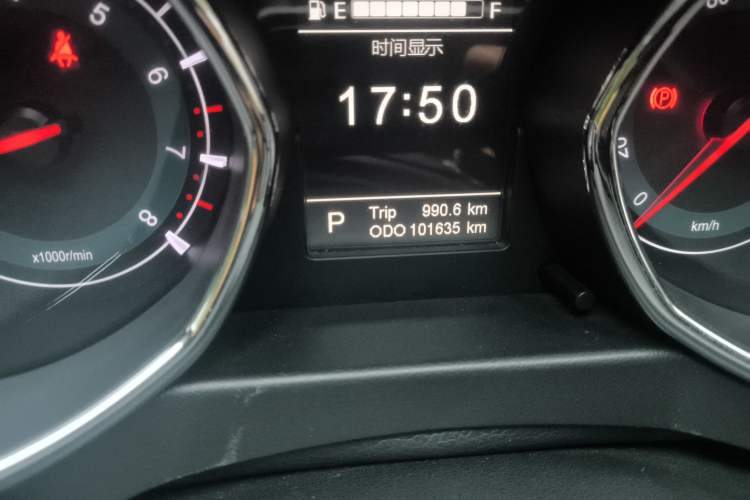 E F
时间显示
17:50
P
Trip 990.6 km
ODO 101635 km
5
6
7
8
x1000r/min
P
20
0
km/h